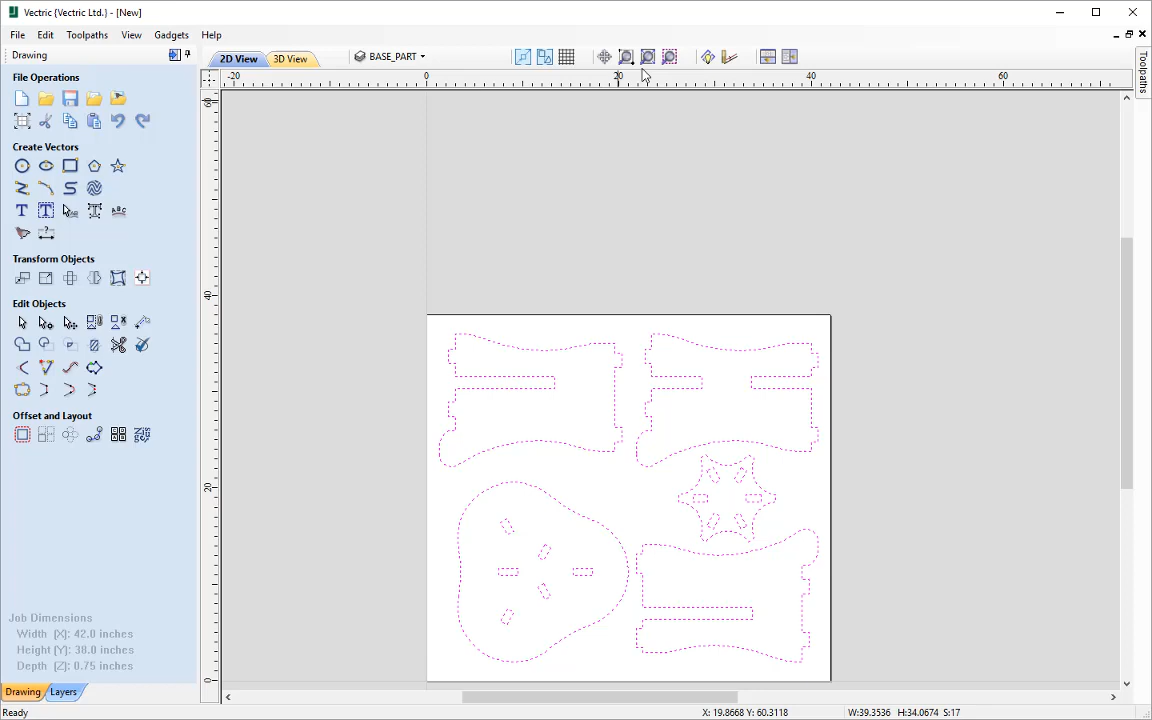 Vectric {Vectric Ltd.} - [New]
File Edit Toolpaths View Gadgets Help
Drawing
2D View 3D View BASE_PART
-20 0 20 40 60
60
40
20
0
File Operations
Create Vectors
Transform Objects
Edit Objects
Offset and Layout
Job Dimensions
Width (X): 42.0 inches
Height (Y): 38.0 inches
Depth (Z): 0.75 inches
Drawing Layers
Toolpaths
Ready X: 19.8668 Y: 60.3118 W:39.3536 H:34.0674 S:17